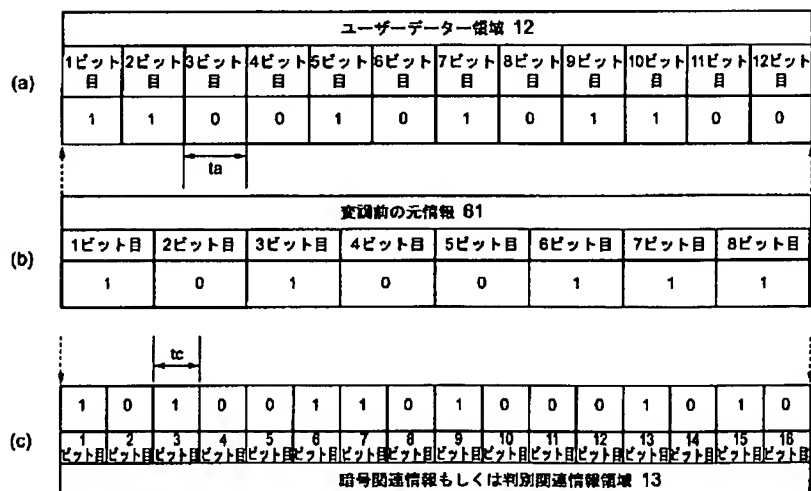 ユーザーデーター領域 12
(a)
1ビット目 2ビット目 3ビット目 4ビット目 5ビット目 6ビット目 7ビット目 8ビット目 9ビット目 10ビット目 11ビット目 12ビット目
1 1 0 0 1 0 1 0 1 1 0 0
ta
変調前の元情報 61
(b)
1ビット目 2ビット目 3ビット目 4ビット目 5ビット目 6ビット目 7ビット目 8ビット目
1 0 1 0 0 1 1 1
tc
1 0 1 0 0 1 1 0 1 0 0 0 1 0 1 0
(c)
1ビット目 2ビット目 3ビット目 4ビット目 5ビット目 6ビット目 7ビット目 8ビット目 9ビット目 10ビット目 11ビット目 12ビット目 13ビット目 14ビット目 15ビット目 16ビット目
暗号関連情報もしくは判別関連情報領域 13